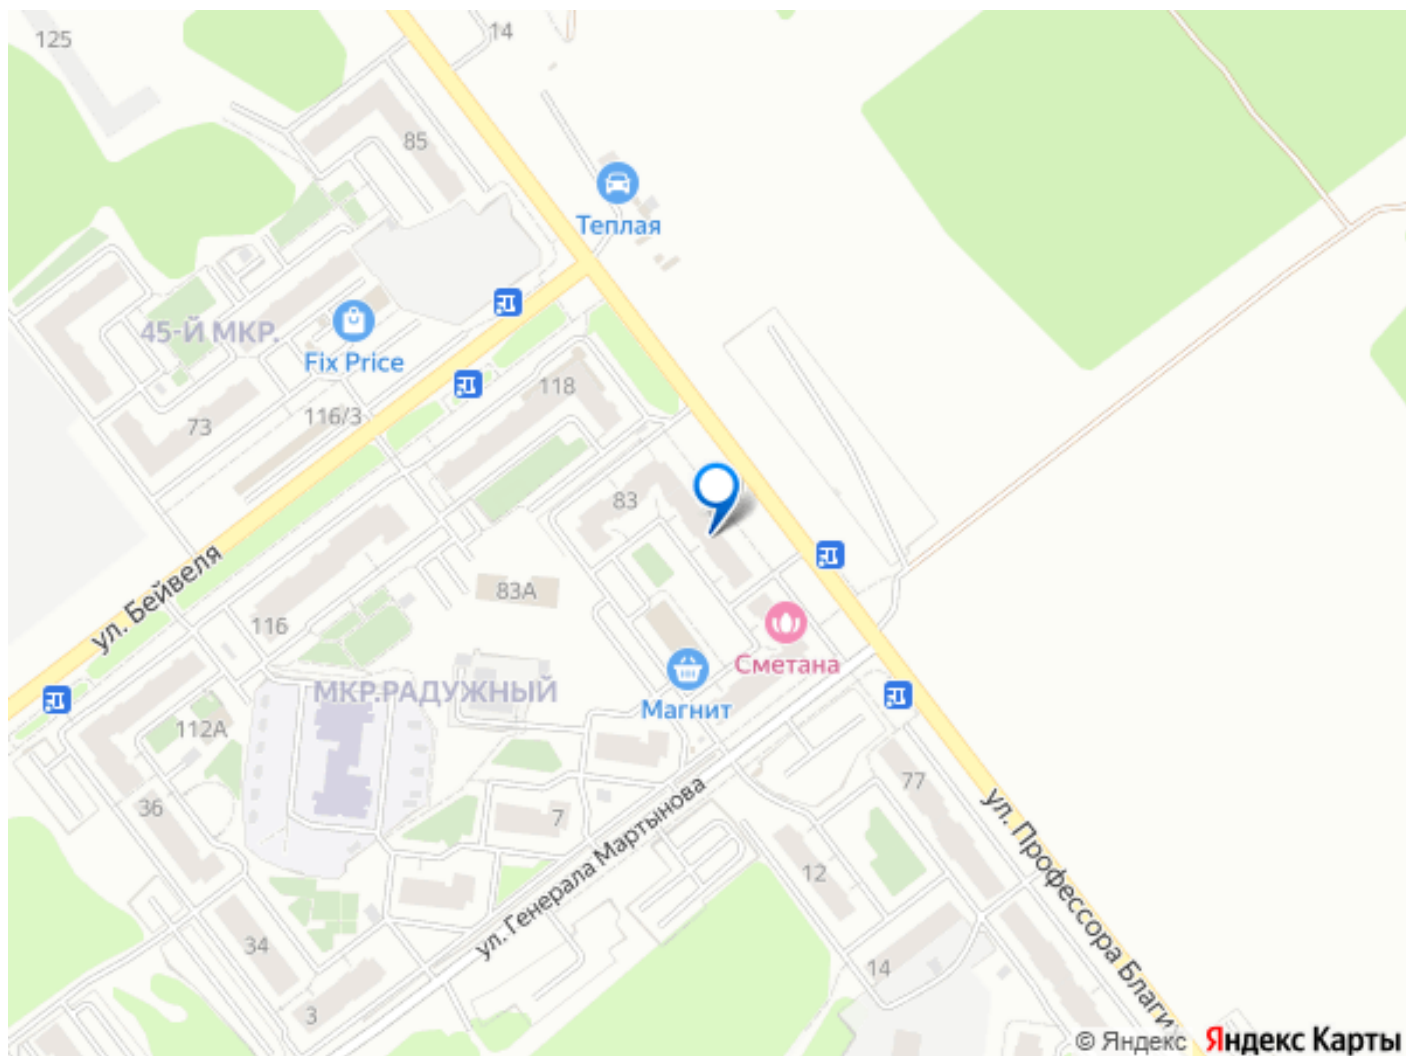 125
14
85
Теплая
45-Й МКР.
Fix Price
116/3
118
73
83
ул. Бейвеля
83А
116
Сметана
МКР.РАДУЖНЫЙ
Магнит
112А
36
7
77
ул. Генерала Мартынова
ул. Профессора Благи
12
34
14
3
© Яндекс Яндекс Карты